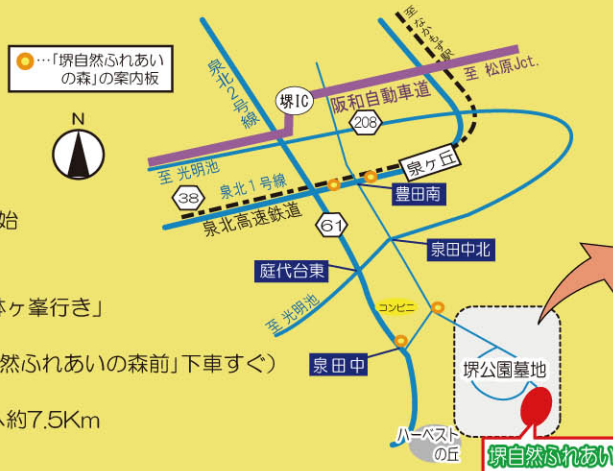 …「堺自然ふれあい
の森」の案内板
N
至 なかもず駅
泉北2号線
堺IC
阪和自動車道
至 松原Jct.
208
至 光明池
泉ヶ丘
38
泉北1号線
豊田南
泉北高速鉄道
61
始
泉田中北
庭代台東
ヶ峯行き」
至 光明池
コンビニ
然ふれあいの森前」下車すぐ)
泉田中
堺公園墓地
約7.5Km
ハーベスト
の丘
堺自然ふれあい